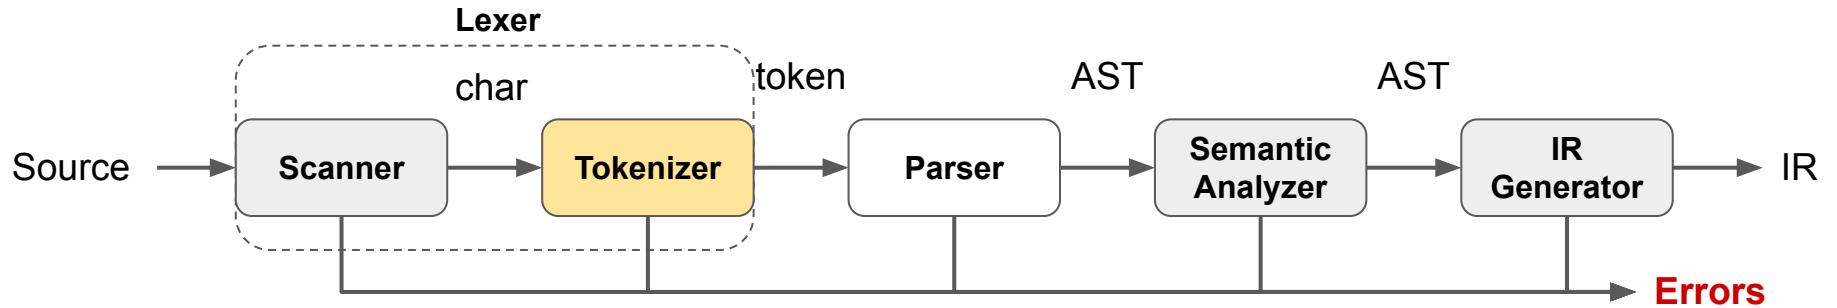 Lexer
char
token
AST
AST
Source
Scanner
Tokenizer
Parser
Semantic
Analyzer
IR
Generator
IR
Errors